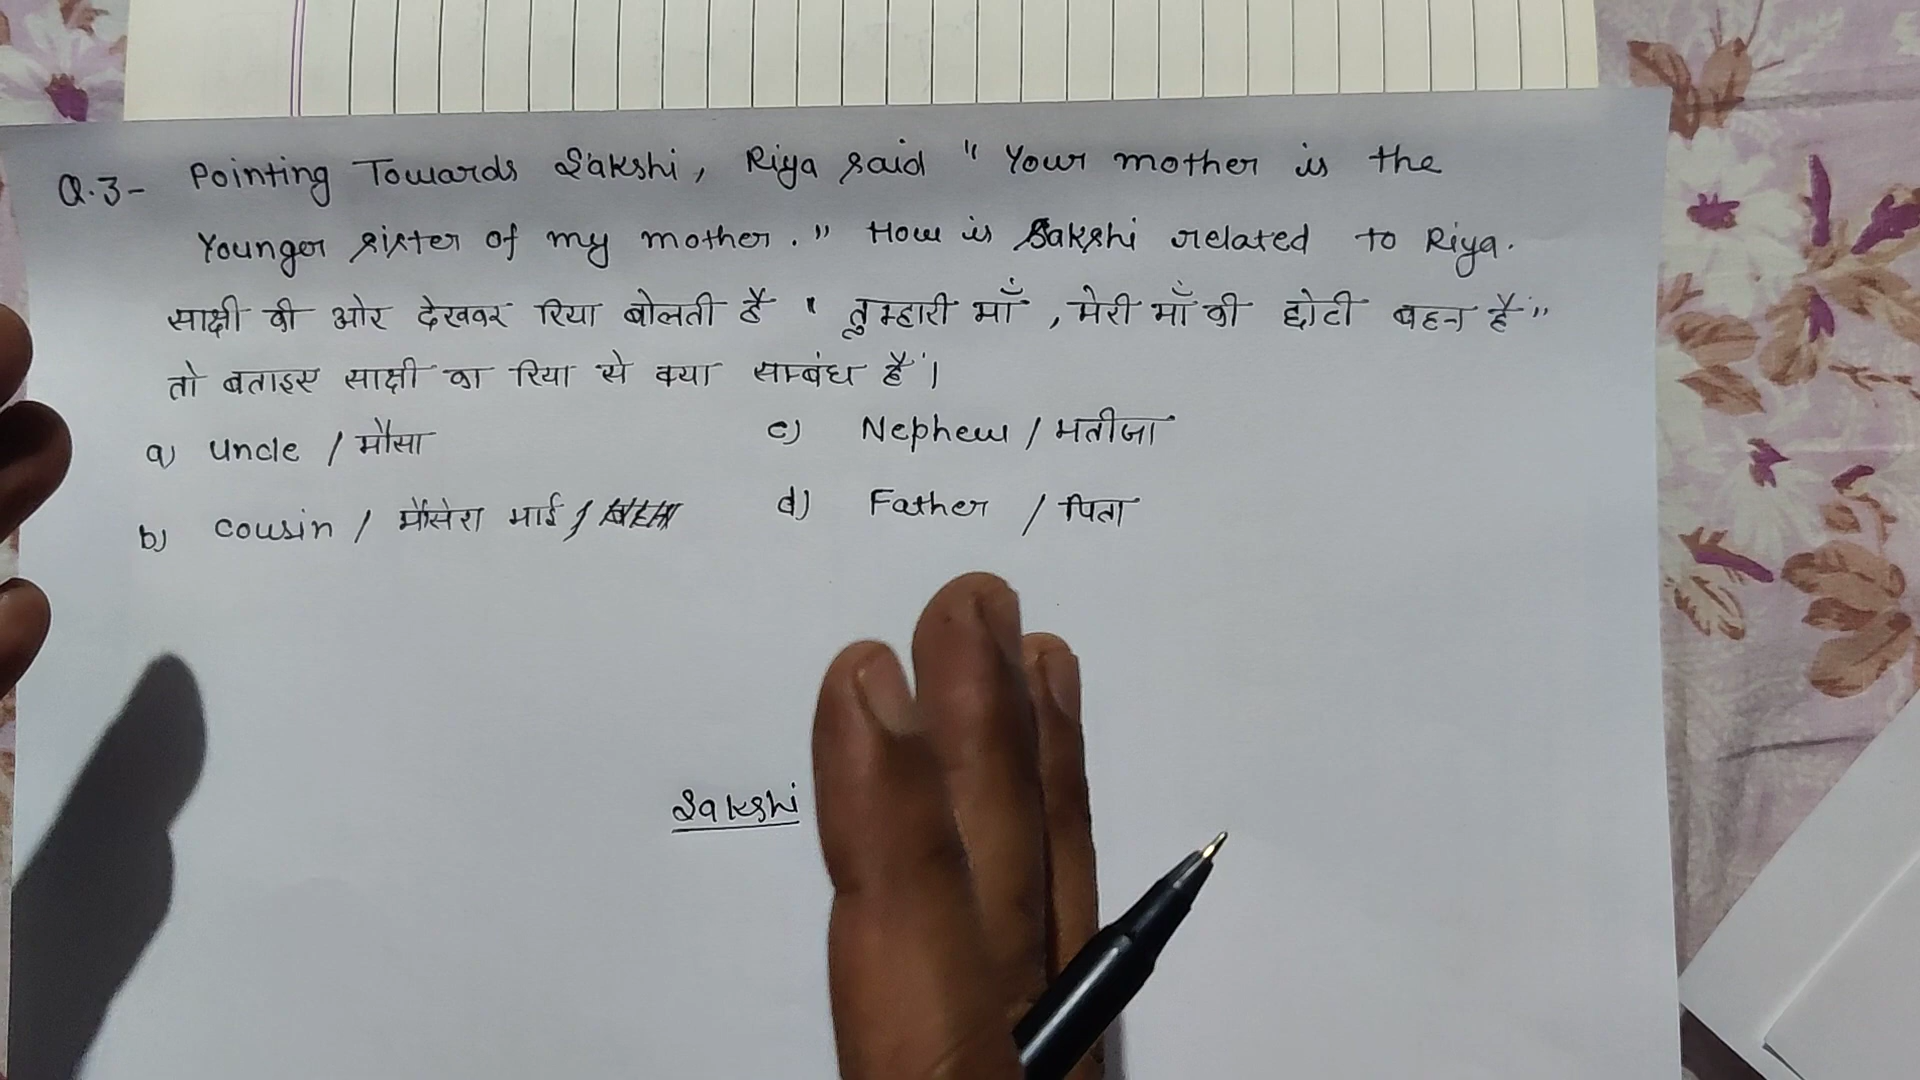 Q.3- Pointing Towards Sakshi, Riya said " Your mother is the
Younger sister of my mother." How is Sakshi related to Riya.
साक्षी की ओर देखकर रिया बोलती है " तुम्हारी माँ , मेरी माँ की छोटी बहन है"
तो बताइए साक्षी का रिया से क्या सम्बंध है ।
a) Uncle / मौसा
c) Nephew / भतीजा
b) cousin / मौसेरा भाई /
d) Father / पिता
Sakshi